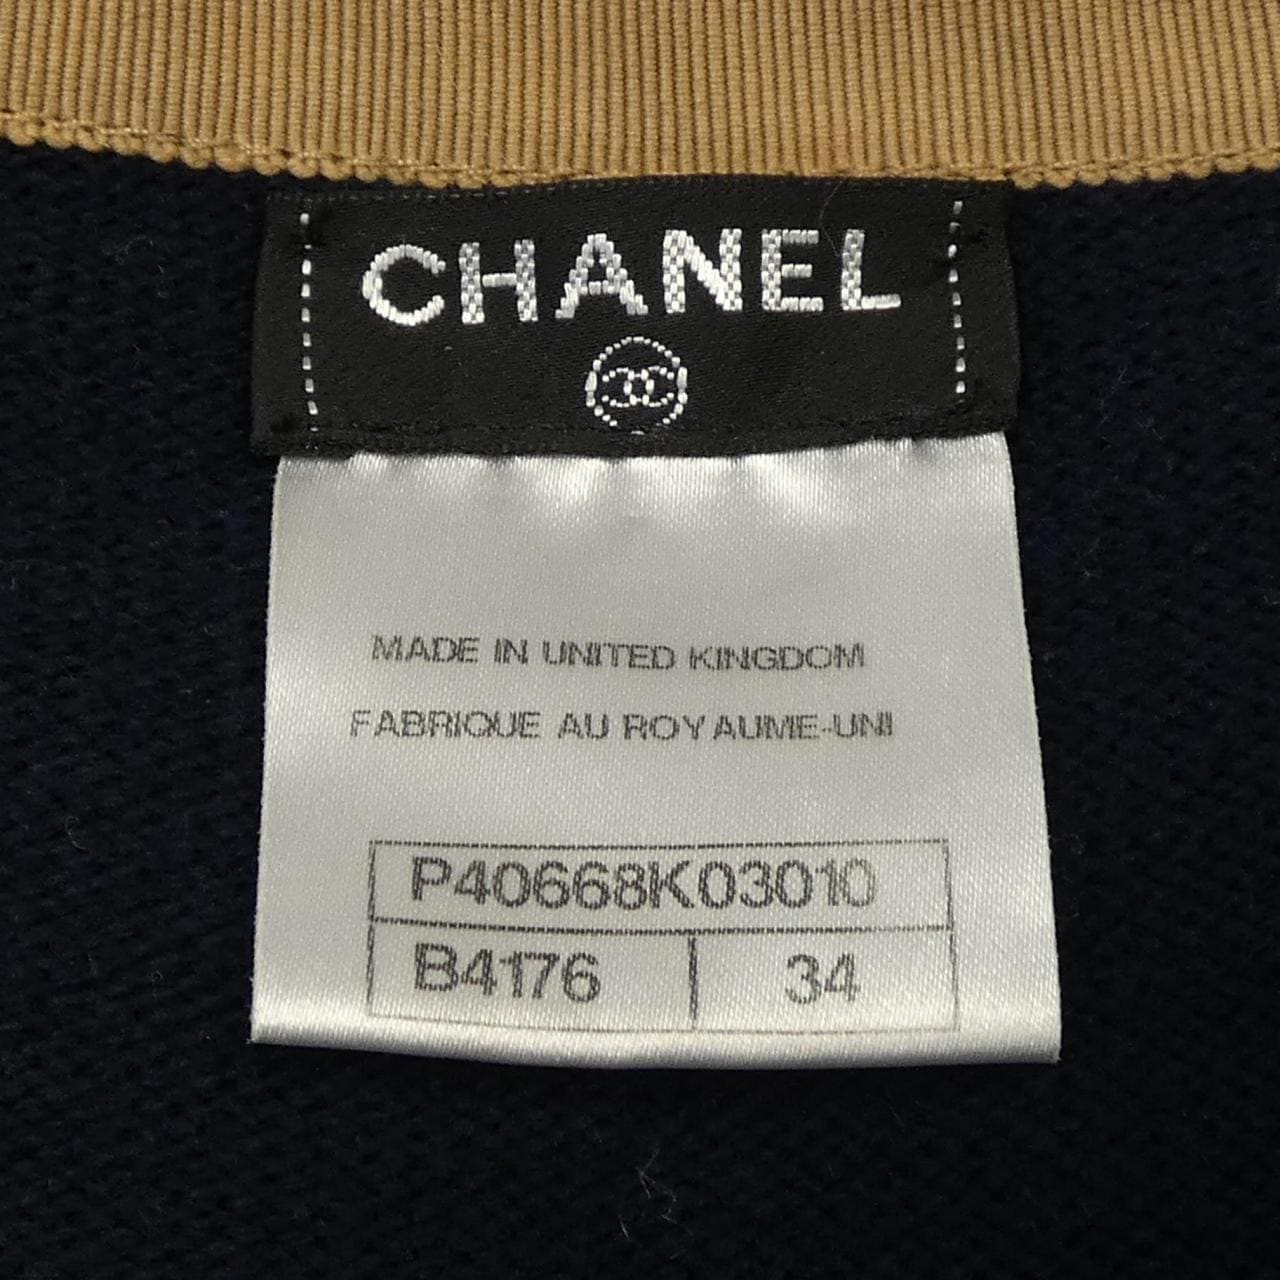 CHANEL
MADE IN UNITED KINGDOM
FABRIQUE AU ROYAUME-UNI
P40668K03010
B4176 34